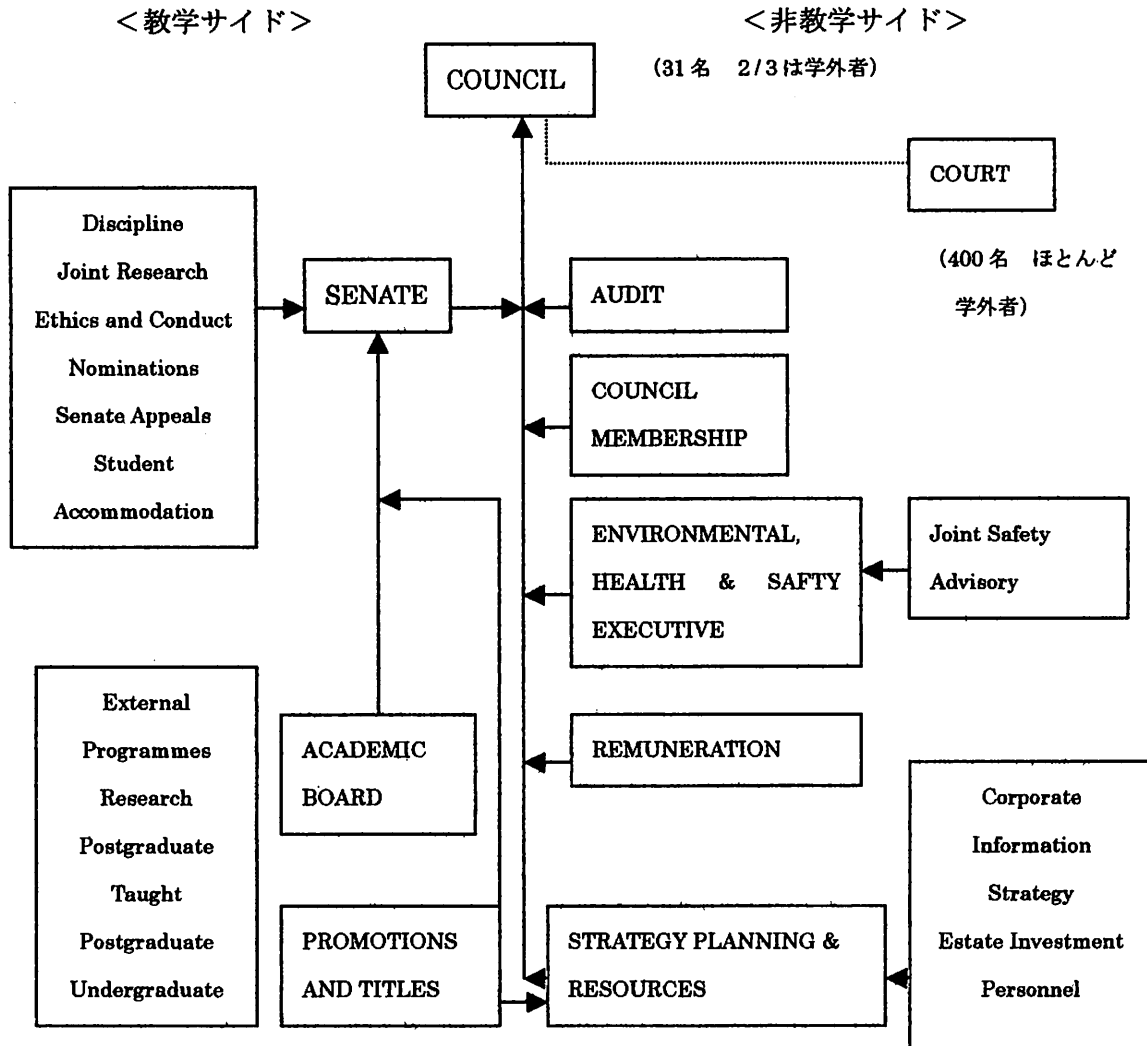 ＜教学サイド＞
＜非教学サイド＞
COUNCIL
(31名 2/3は学外者)
COURT
(400名 ほとんど
学外者)
Discipline
Joint Research
Ethics and Conduct
Nominations
Senate Appeals
Student
Accommodation
SENATE
AUDIT
COUNCIL
MEMBERSHIP
ENVIRONMENTAL,
HEALTH & SAFTY
EXECUTIVE
Joint Safety
Advisory
External
Programmes
Research
Postgraduate
Taught
Postgraduate
Undergraduate
ACADEMIC
BOARD
REMUNERATION
PROMOTIONS
AND TITLES
STRATEGY PLANNING &
RESOURCES
Corporate
Information
Strategy
Estate Investment
Personnel